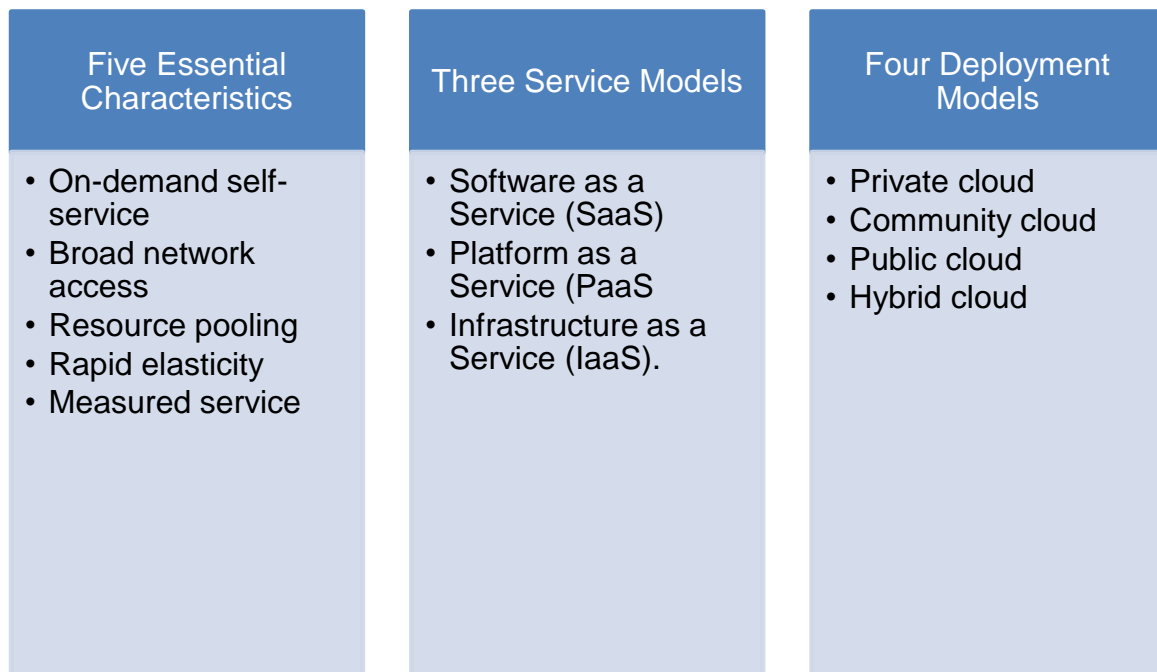 Five Essential
Characteristics
• On-demand self-
service
• Broad network
access
• Resource pooling
• Rapid elasticity
• Measured service
Three Service Models
• Software as a
Service (SaaS)
• Platform as a
Service (PaaS
• Infrastructure as a
Service (IaaS).
Four Deployment
Models
• Private cloud
• Community cloud
• Public cloud
• Hybrid cloud